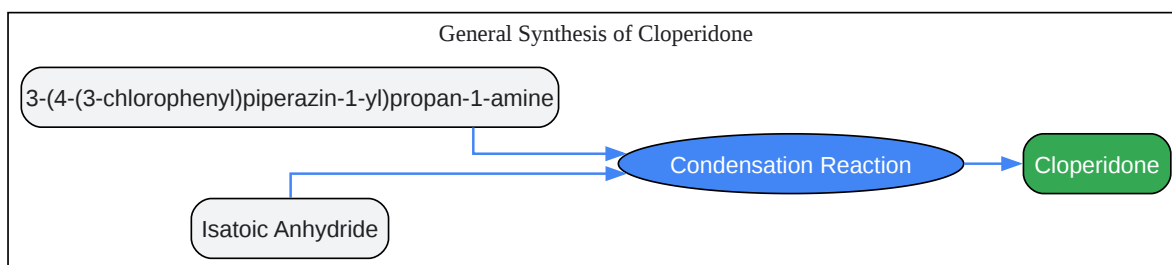 General Synthesis of Cloperidone
3-(4-(3-chlorophenyl)piperazin-1-yl)propan-1-amine
Condensation Reaction
Cloperidone
Isatoic Anhydride